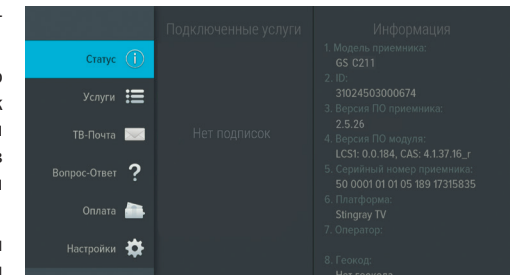 Статус
Услуги
ТВ-Почта
Вопрос-Ответ
Оплата
Настройки
Подключенные услуги
Нет подписок
Информация
1. Модель приемника:
GS C211
2. ID:
31024503000674
3. Версия ПО приемника:
2.5.26
4. Версия ПО модуля:
LCS1: 0.0.184, CAS: 4.1.37.16_r
5. Серийный номер приемника:
50 0001 01 01 05 189 17315835
6. Платформа:
Stingray TV
7. Оператор:
8. Геокод:
Нет геокода